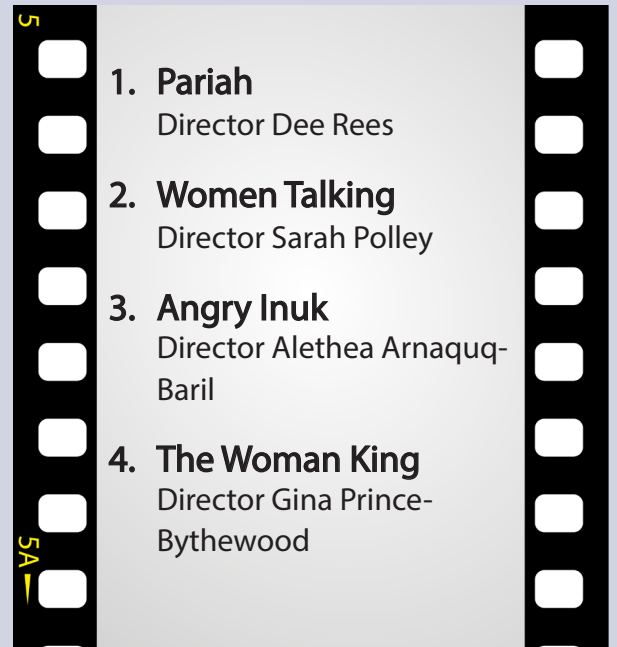 5
1. Pariah
Director Dee Rees
2. Women Talking
Director Sarah Polley
3. Angry Inuk
Director Alethea Arnaquq-
Baril
4. The Woman King
Director Gina Prince-
Bythewood
5A